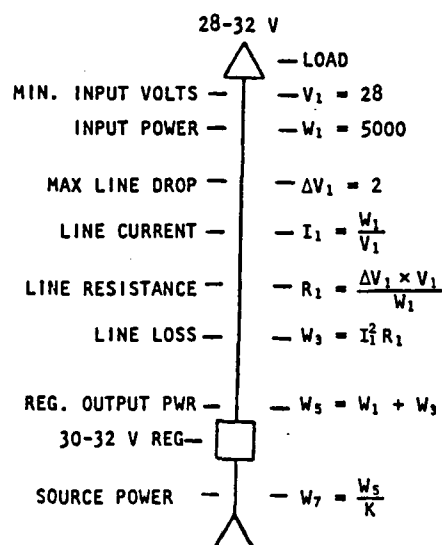 28-32 V
— LOAD
MIN. INPUT VOLTS — — V₁ = 28
INPUT POWER — — W₁ = 5000
MAX LINE DROP — — ΔV₁ = 2
LINE CURRENT — — I₁ = W₁/V₁
LINE RESISTANCE — — R₁ = ΔV₁ × V₁/W₁
LINE LOSS — — W₃ = I₁² R₁
REG. OUTPUT PWR — — W₅ = W₁ + W₃
30-32 V REG—
SOURCE POWER — — W₇ = W₅/K